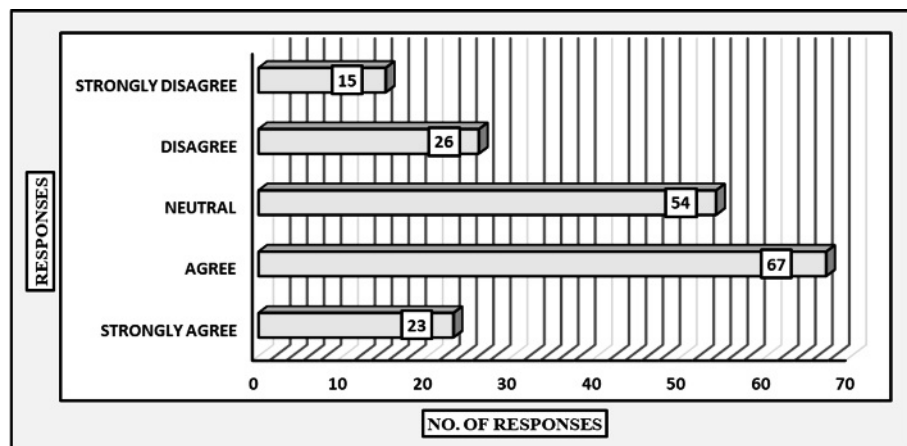 STRONGLY DISAGREE
15
DISAGREE
26
NEUTRAL
54
AGREE
67
STRONGLY AGREE
23
RESPONSES
0 10 20 30 40 50 60 70
NO. OF RESPONSES